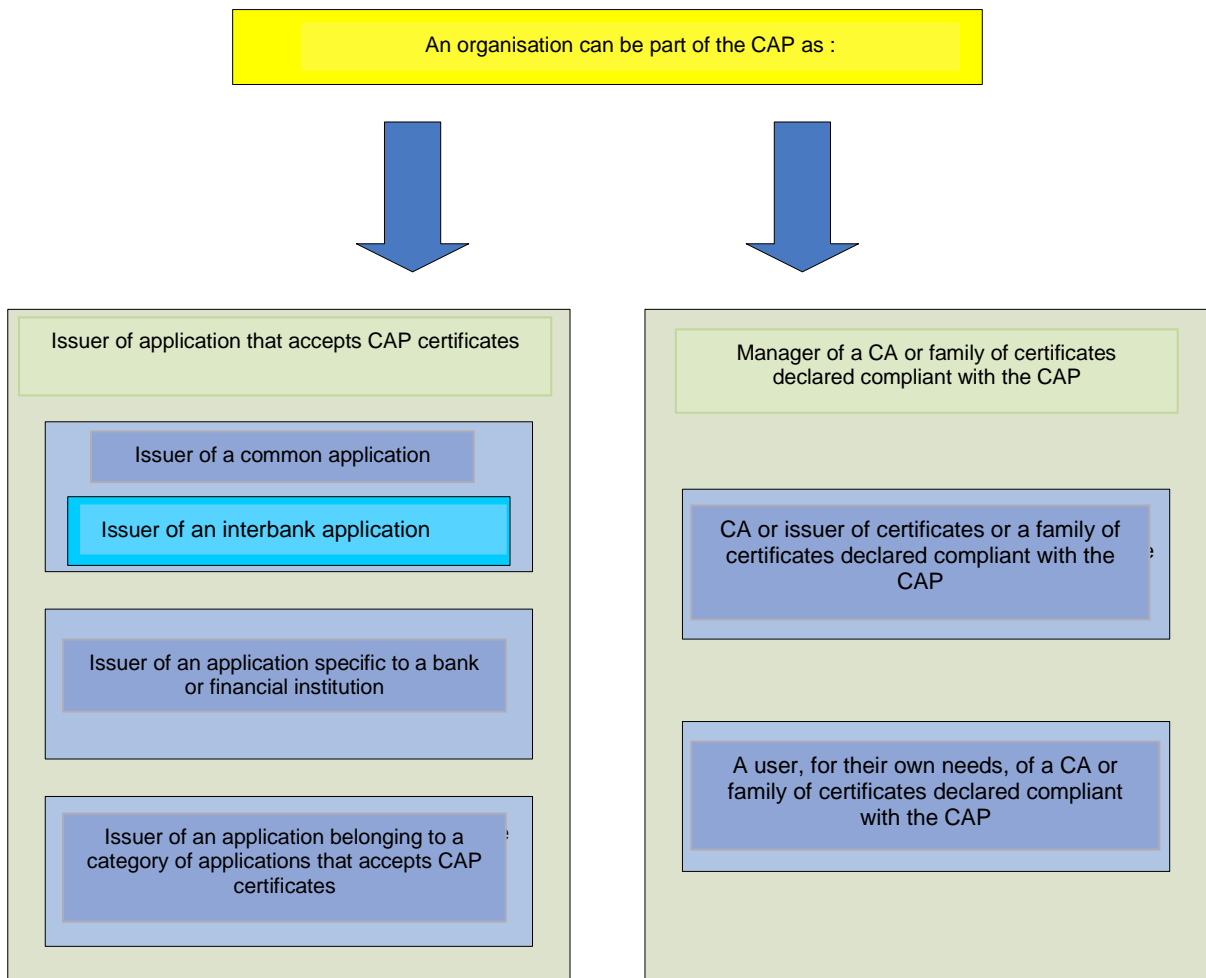 An organisation can be part of the CAP as :
Issuer of application that accepts CAP certificates
Issuer of a common application
Issuer of an interbank application
Issuer of an application specific to a bank
or financial institution
Issuer of an application belonging to a
category of applications that accepts CAP
certificates
Manager of a CA or family of certificates
declared compliant with the CAP
CA or issuer of certificates or a family of
certificates declared compliant with the
CAP
A user, for their own needs, of a CA or
family of certificates declared compliant
with the CAP